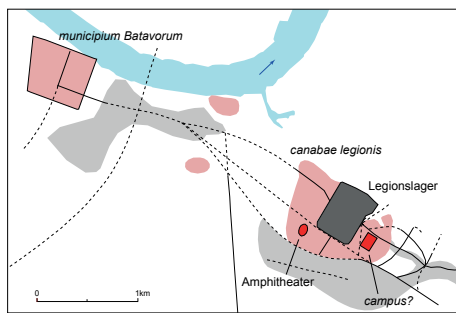 municipium Batavorum
canabae legionis
Legionslager
Amphitheater
campus?
0 1km